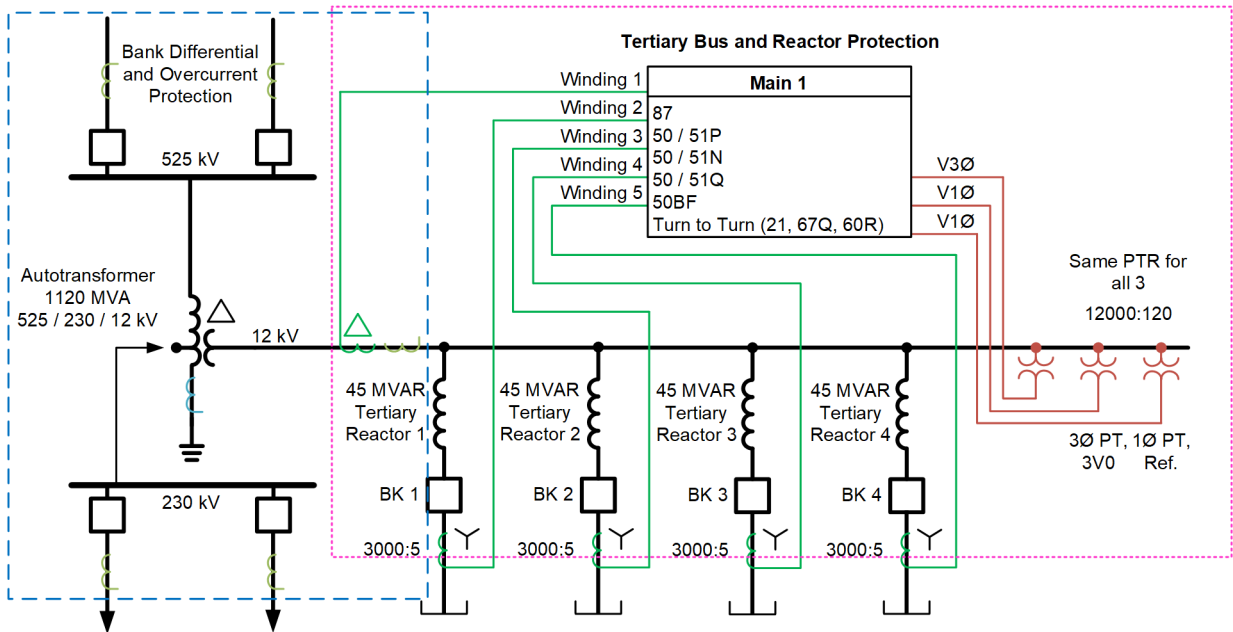 Tertiary Bus and Reactor Protection
Bank Differential
and Overcurrent
Protection
525 kV
Autotransformer
1120 MVA
525 / 230 / 12 kV
12 kV
230 kV
Winding 1
Winding 2
Winding 3
Winding 4
Winding 5
Main 1
87
50 / 51P
50 / 51N
50 / 51Q
50BF
Turn to Turn (21, 67Q, 60R)
V3Ø
V1Ø
V1Ø
Same PTR for
all 3
12000:120
45 MVAR
Tertiary
Reactor 1
45 MVAR
Tertiary
Reactor 2
45 MVAR
Tertiary
Reactor 3
45 MVAR
Tertiary
Reactor 4
3Ø PT, 1Ø PT,
3V0 Ref.
BK 1
BK 2
BK 3
BK 4
3000:5
3000:5
3000:5
3000:5